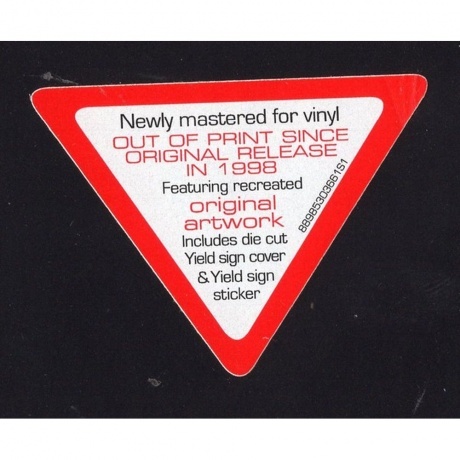 Newly mastered for vinyl
OUT OF PRINT SINCE
ORIGINAL RELEASE
IN 1998
Featuring recreated
original
artwork
Includes die cut
Yield sign cover
& Yield sign
sticker
88985303661S1